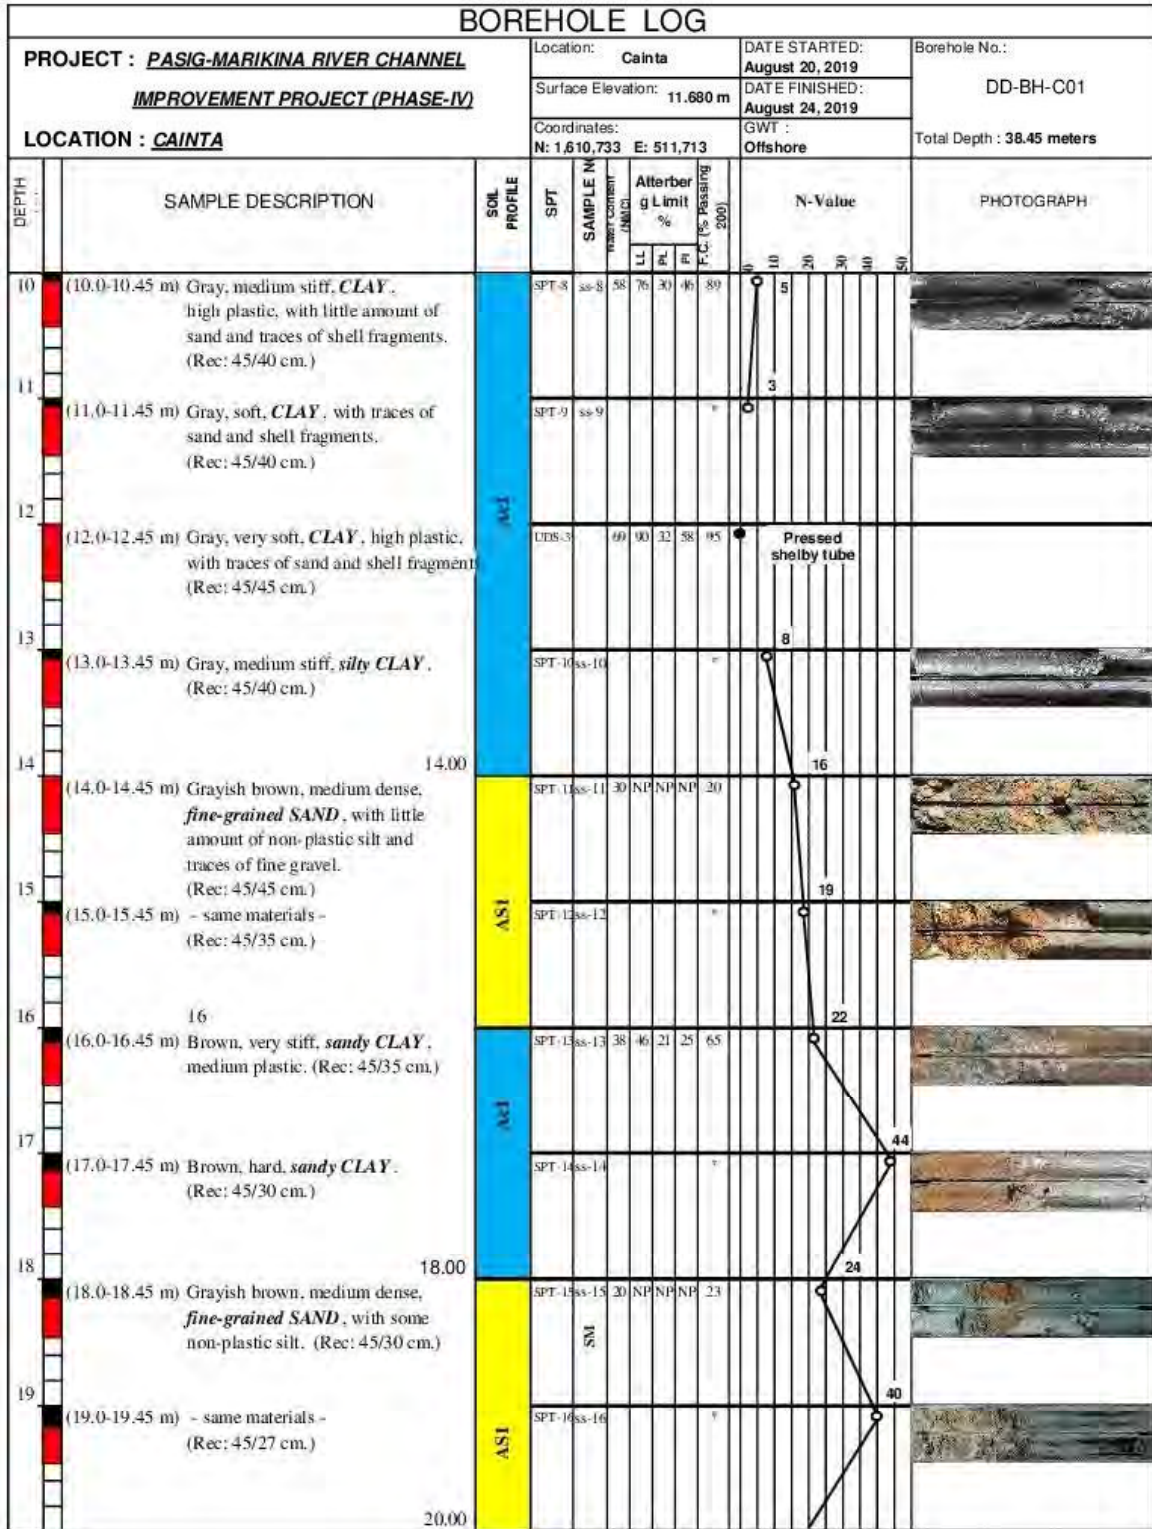 BOREHOLE LOG
PROJECT : PASIG-MARIKINA RIVER CHANNEL
IMPROVEMENT PROJECT (PHASE-IV)
LOCATION : CAINTA
Location:
Cainta
Surface Elevation: 11.680 m
Coordinates:
N: 1,610,733 E: 511,713
DATE STARTED:
August 20, 2019
DATE FINISHED:
August 24, 2019
GWT :
Offshore
Borehole No.:
DD-BH-C01
Total Depth : 38.45 meters
DEPTH
SAMPLE DESCRIPTION
SOIL
PROFILE
SPT
SAMPLE NO
(NMC)
Atterber
g Limit
%
LL PL PI
F.C. (% Passing
200)
N-Value
0 10 20 30 40 50
PHOTOGRAPH
10
(10.0-10.45 m) Gray, medium stiff, CLAY,
high plastic, with little amount of
sand and traces of shell fragments.
(Rec: 45/40 cm.)
SPT-8 ss-8 58 76 30 46 89
5
11
3
(11.0-11.45 m) Gray, soft, CLAY, with traces of
sand and shell fragments.
(Rec: 45/40 cm.)
SPT-9 ss-9
Ac1
12
(12.0-12.45 m) Gray, very soft, CLAY, high plastic,
with traces of sand and shell fragment
(Rec: 45/45 cm.)
UDS-3 69 90 32 58 95
Pressed
shelby tube
13
8
(13.0-13.45 m) Gray, medium stiff, silty CLAY.
(Rec: 45/40 cm.)
SPT-10 ss-10
14
14.00
16
(14.0-14.45 m) Grayish brown, medium dense,
fine-grained SAND, with little
amount of non-plastic silt and
traces of fine gravel.
(Rec: 45/45 cm.)
SPT-11 ss-11 30 NP NP NP 20
15
19
(15.0-15.45 m) - same materials -
(Rec: 45/35 cm.)
AS1
SPT-12 ss-12
16
16
22
(16.0-16.45 m) Brown, very stiff, sandy CLAY,
medium plastic. (Rec: 45/35 cm.)
SPT-13 ss-13 38 46 21 25 65
Ac1
17
44
(17.0-17.45 m) Brown, hard, sandy CLAY.
(Rec: 45/30 cm.)
SPT-14 ss-14
18
18.00
24
(18.0-18.45 m) Grayish brown, medium dense,
fine-grained SAND, with some
non-plastic silt. (Rec: 45/30 cm.)
SPT-15 ss-15 20 NP NP NP 23
SM
19
40
(19.0-19.45 m) - same materials -
(Rec: 45/27 cm.)
AS1
SPT-16 ss-16
20.00